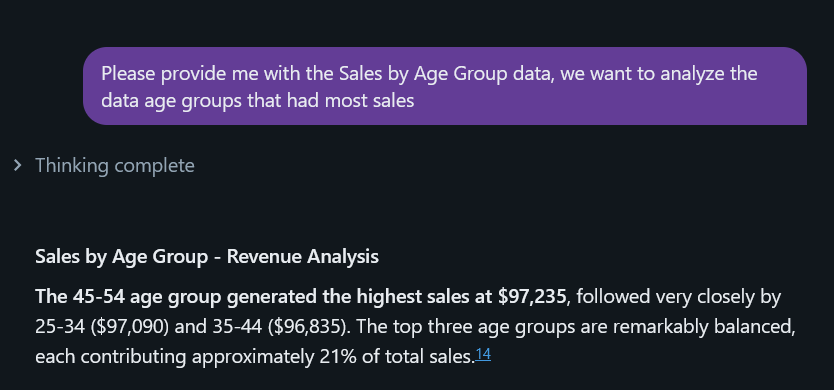 Please provide me with the Sales by Age Group data, we want to analyze the
data age groups that had most sales
Thinking complete
Sales by Age Group - Revenue Analysis
The 45-54 age group generated the highest sales at $97,235, followed very closely by
25-34 ($97,090) and 35-44 ($96,835). The top three age groups are remarkably balanced,
each contributing approximately 21% of total sales.14